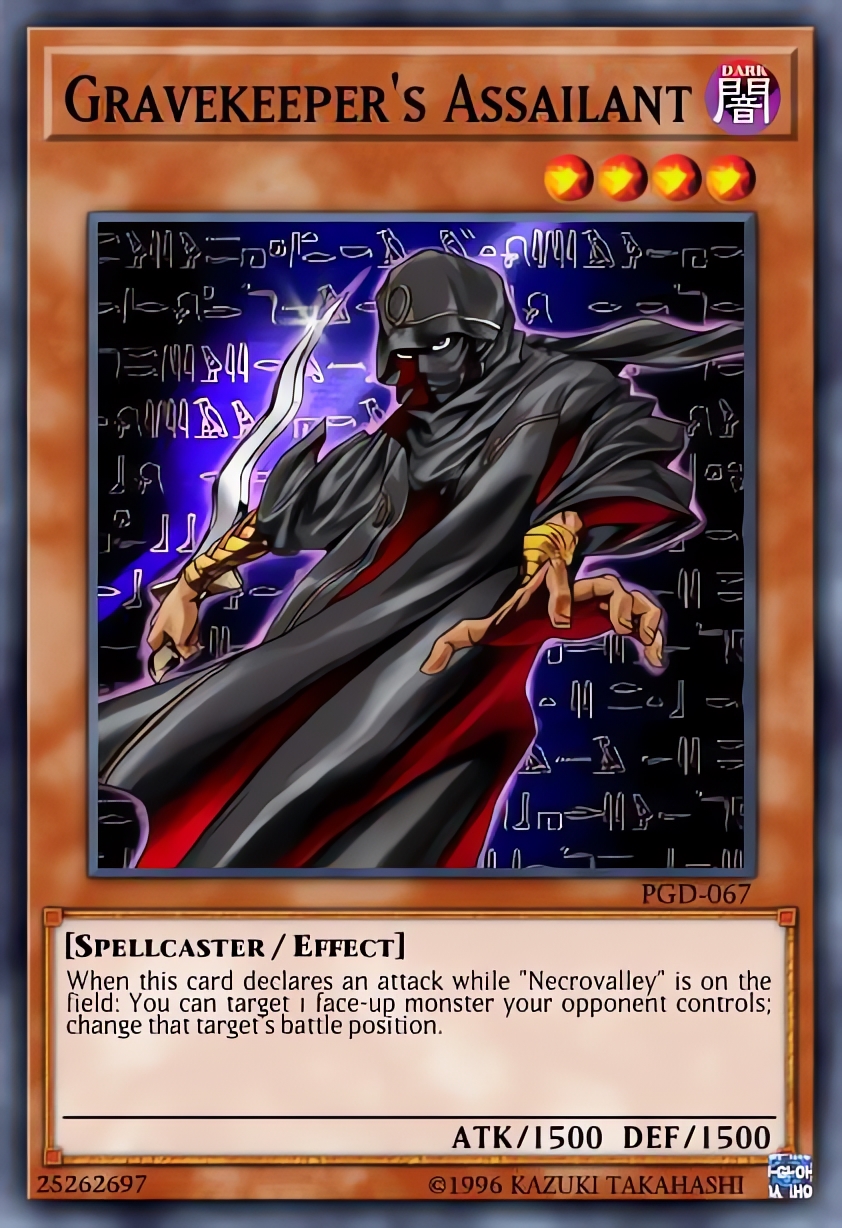 GRAVEKEEPER'S ASSAILANT
DARK
闇
PGD-067
[SPELLCASTER / EFFECT]
When this card declares an attack while "Necrovalley" is on the
field: You can target 1 face-up monster your opponent controls;
change that target's battle position.
ATK/1500 DEF/1500
25262697
©1996 KAZUKI TAKAHASHI